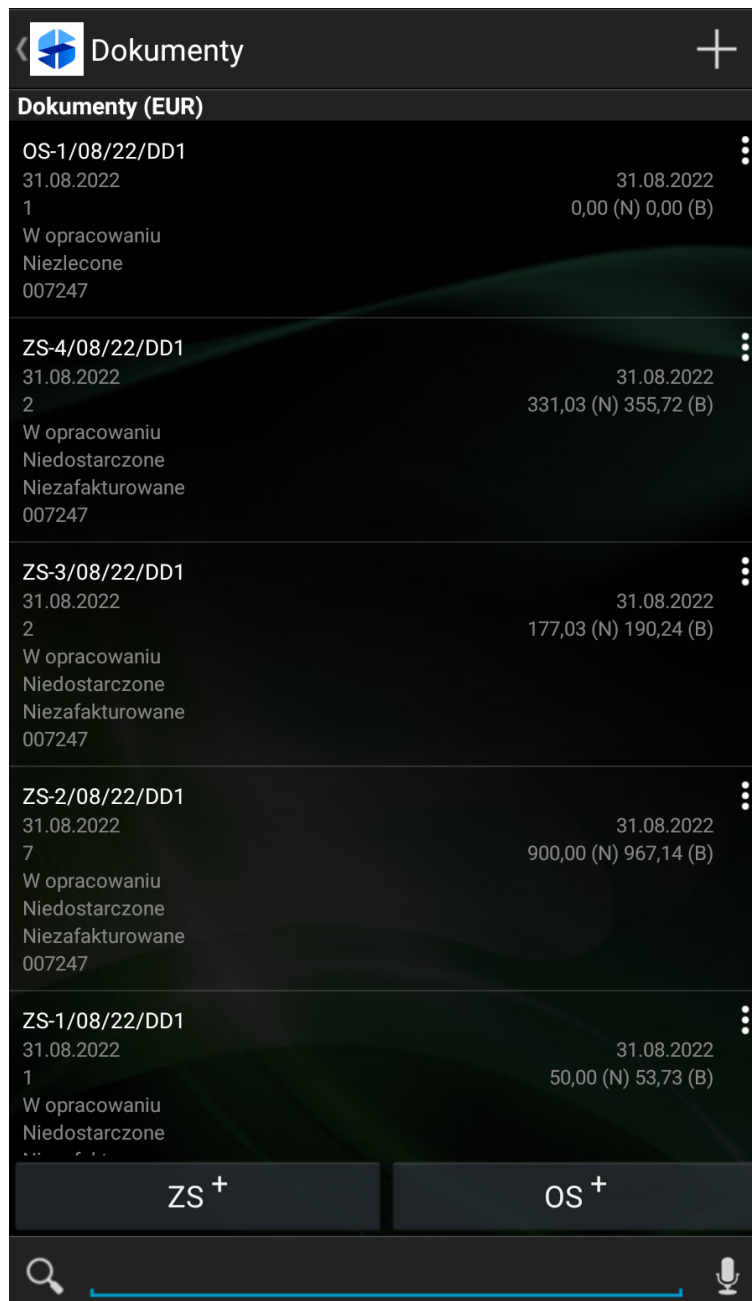 Dokumenty
Dokumenty (EUR)
OS-1/08/22/DD1
31.08.2022 31.08.2022
1 0,00 (N) 0,00 (B)
W opracowaniu
Niezlecone
007247
ZS-4/08/22/DD1
31.08.2022 31.08.2022
2 331,03 (N) 355,72 (B)
W opracowaniu
Niedostarczone
Niezafakturowane
007247
ZS-3/08/22/DD1
31.08.2022 31.08.2022
2 177,03 (N) 190,24 (B)
W opracowaniu
Niedostarczone
Niezafakturowane
007247
ZS-2/08/22/DD1
31.08.2022 31.08.2022
7 900,00 (N) 967,14 (B)
W opracowaniu
Niedostarczone
Niezafakturowane
007247
ZS-1/08/22/DD1
31.08.2022 31.08.2022
1 50,00 (N) 53,73 (B)
W opracowaniu
Niedostarczone
ZS + OS +